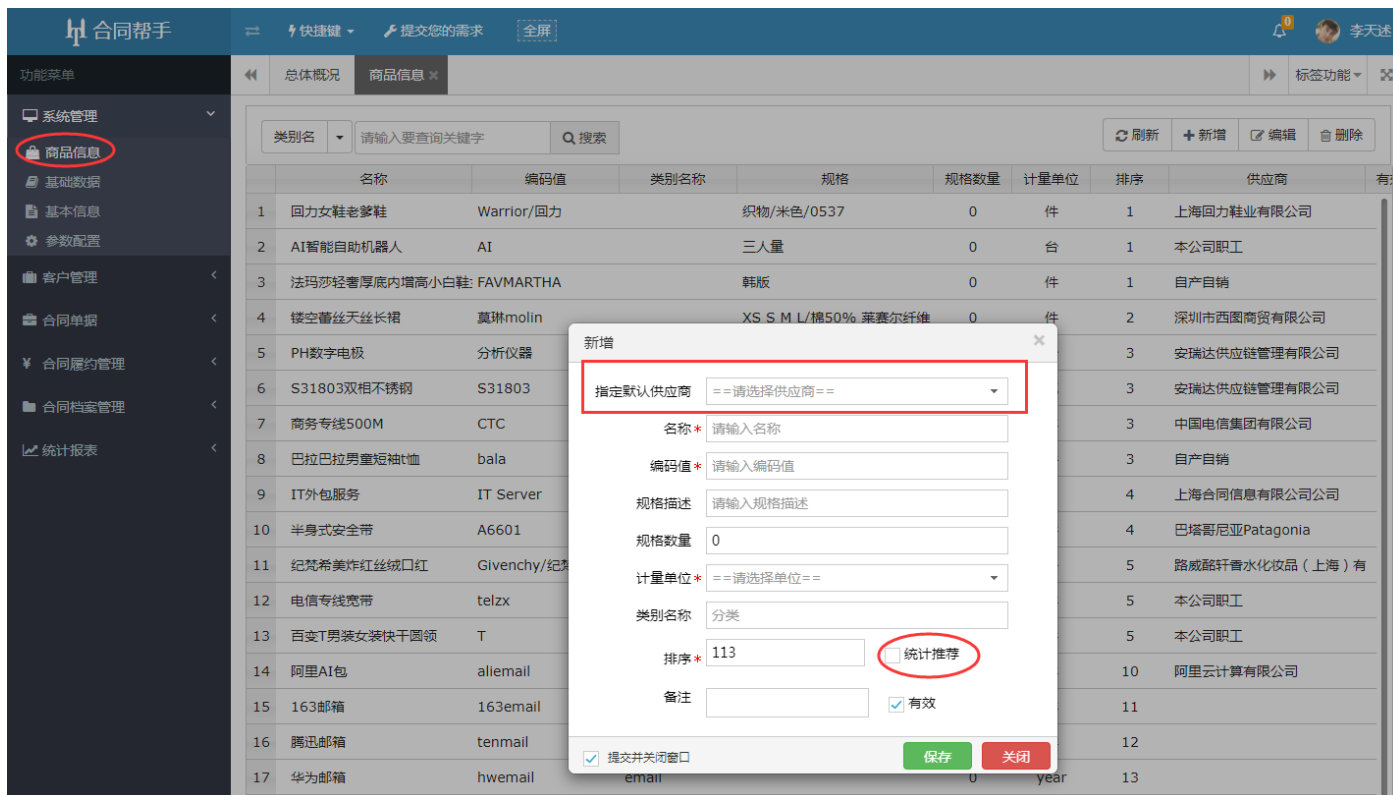 合同帮手 快捷键 提交您的需求 全屏 0 李天述
功能菜单 总体概况 商品信息 标签功能
系统管理
商品信息
基础数据
基本信息
参数配置
客户管理
合同单据
¥ 合同履约管理
合同档案管理
统计报表
类别名 请输入要查询关键字 搜索 刷新 新增 编辑 删除
名称 编码值 类别名称 规格 规格数量 计量单位 排序 供应商
1 回力女鞋老爹鞋 Warrior/回力 织物/米色/0537 0 件 1 上海回力鞋业有限公司
2 AI智能自助机器人 AI 三人量 0 台 1 本公司职工
3 法玛莎轻奢厚底内增高小白鞋 FAVMARTHA 韩版 0 件 1 自产自销
4 镂空蕾丝天丝长裙 莫琳molin XS S M L/棉50% 莱赛尔纤维 0 件 2 深圳市西图商贸有限公司
5 PH数字电极 分析仪器 3 安瑞达供应链管理有限公司
6 S31803双相不锈钢 S31803 3 安瑞达供应链管理有限公司
7 商务专线500M CTC 3 中国电信集团有限公司
8 巴拉巴拉男童短袖t恤 bala 3 自产自销
9 IT外包服务 IT Server 4 上海合同信息有限公司公司
10 半身式安全带 A6601 4 巴塔哥尼亚Patagonia
11 纪梵希美炸红丝绒口红 Givenchy/纪梵 5 路威酩轩香水化妆品（上海）有
12 电信专线宽带 telzx 5 本公司职工
13 百变T男装女装快干圆领 T 5 本公司职工
14 阿里AI包 aliemail 10 阿里云计算有限公司
15 163邮箱 163email 11
16 腾迅邮箱 tenmail 12
17 华为邮箱 hwemail email 0 year 13
新增
指定默认供应商 ==请选择供应商==
名称* 请输入名称
编码值* 请输入编码值
规格描述 请输入规格描述
规格数量 0
计量单位* ==请选择单位==
类别名称 分类
排序* 113 统计推荐
备注 有效
提交并关闭窗口 保存 关闭